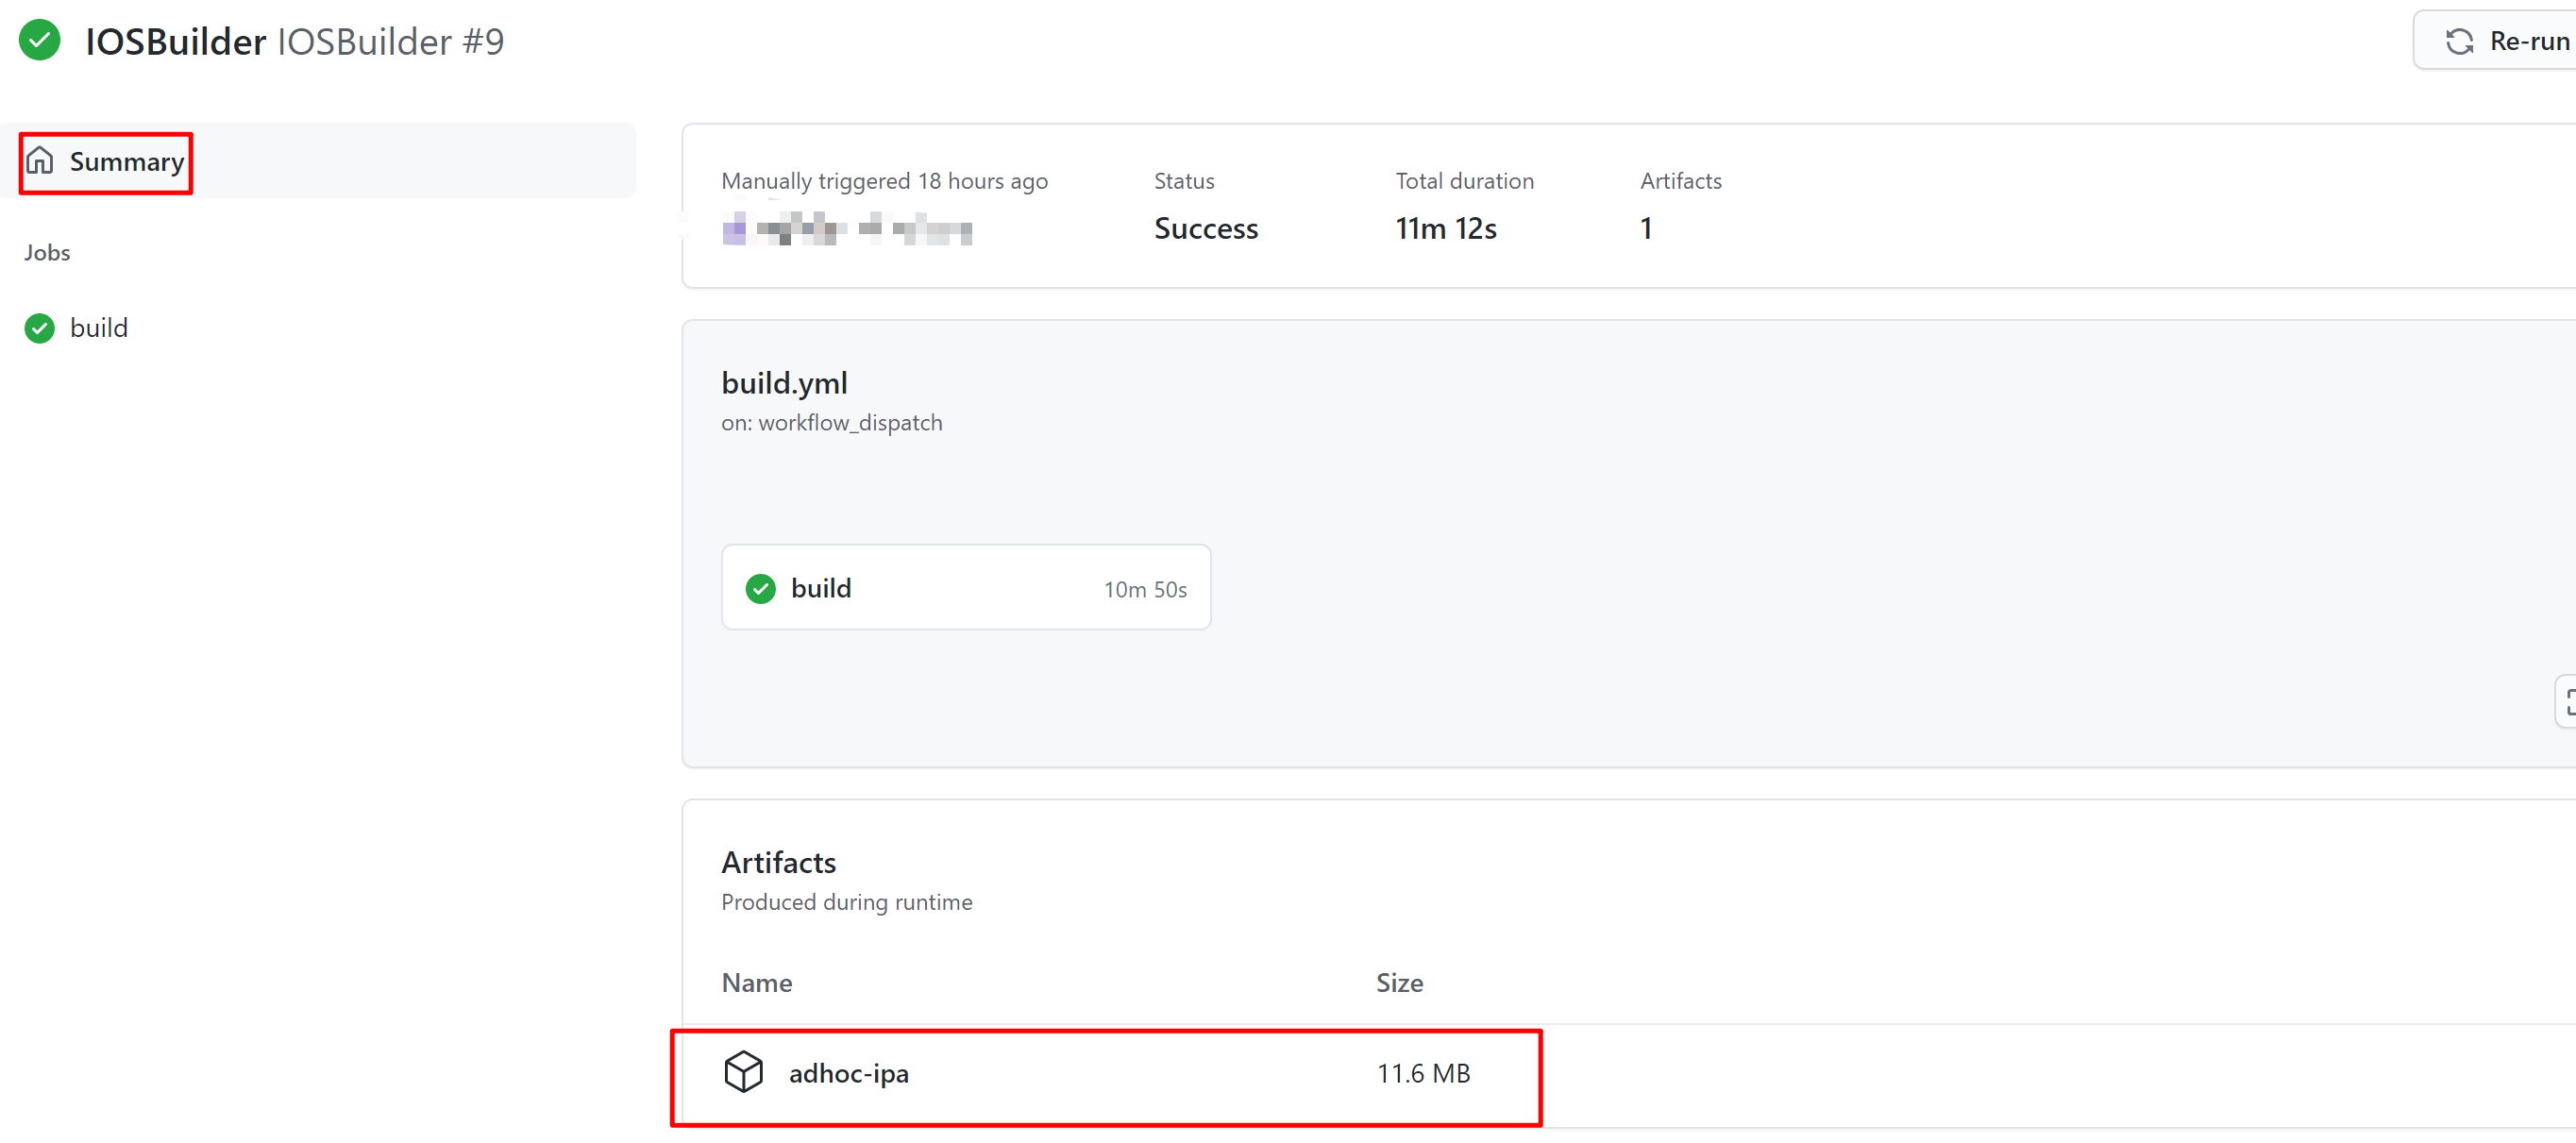 IOSBuilder IOSBuilder #9
Re-run
Summary
Jobs
build
Manually triggered 18 hours ago
Status
Success
Total duration
11m 12s
Artifacts
1
build.yml
on: workflow_dispatch
build
10m 50s
Artifacts
Produced during runtime
Name
Size
adhoc-ipa
11.6 MB